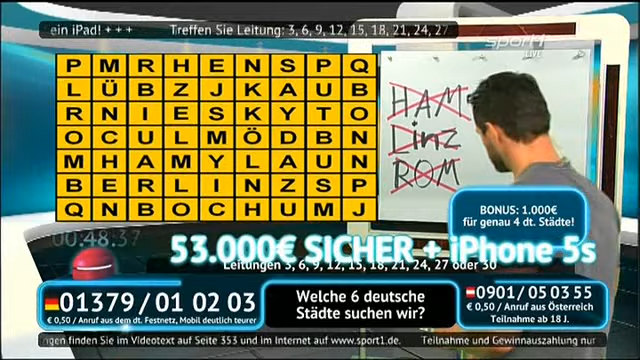 ein iPad! + + + Treffen Sie Leitung: 3, 6, 9, 12, 15, 18, 21, 24, 27
sport1
LIVE
P M R H E N S P Q
L Ü B Z J K A U B
R N I E S K Y T O
O C U L M Ö D B N
M H A M Y L A U N
B E R L I N Z S P
Q N B O C H U M J
HAM
Linz
ROM
BONUS: 1.000€
für genau 4 dt. Städte!
00:48:37
53.000€ SICHER + iPhone 5s
Leitungen 3, 6, 9, 12, 15, 18, 21, 24, 27 oder 30
01379/01 02 03
€ 0,50 / Anruf aus dem dt. Festnetz, Mobil deutlich teurer
Welche 6 deutsche
Städte suchen wir?
0901/05 03 55
€ 0,50 / Anruf aus Österreich
Teilnahme ab 18 J.
ngen finden Sie im Videotext auf Seite 353 und im Internet auf www.sport1.de. Teilnahme und Gewinnauszahlung nur